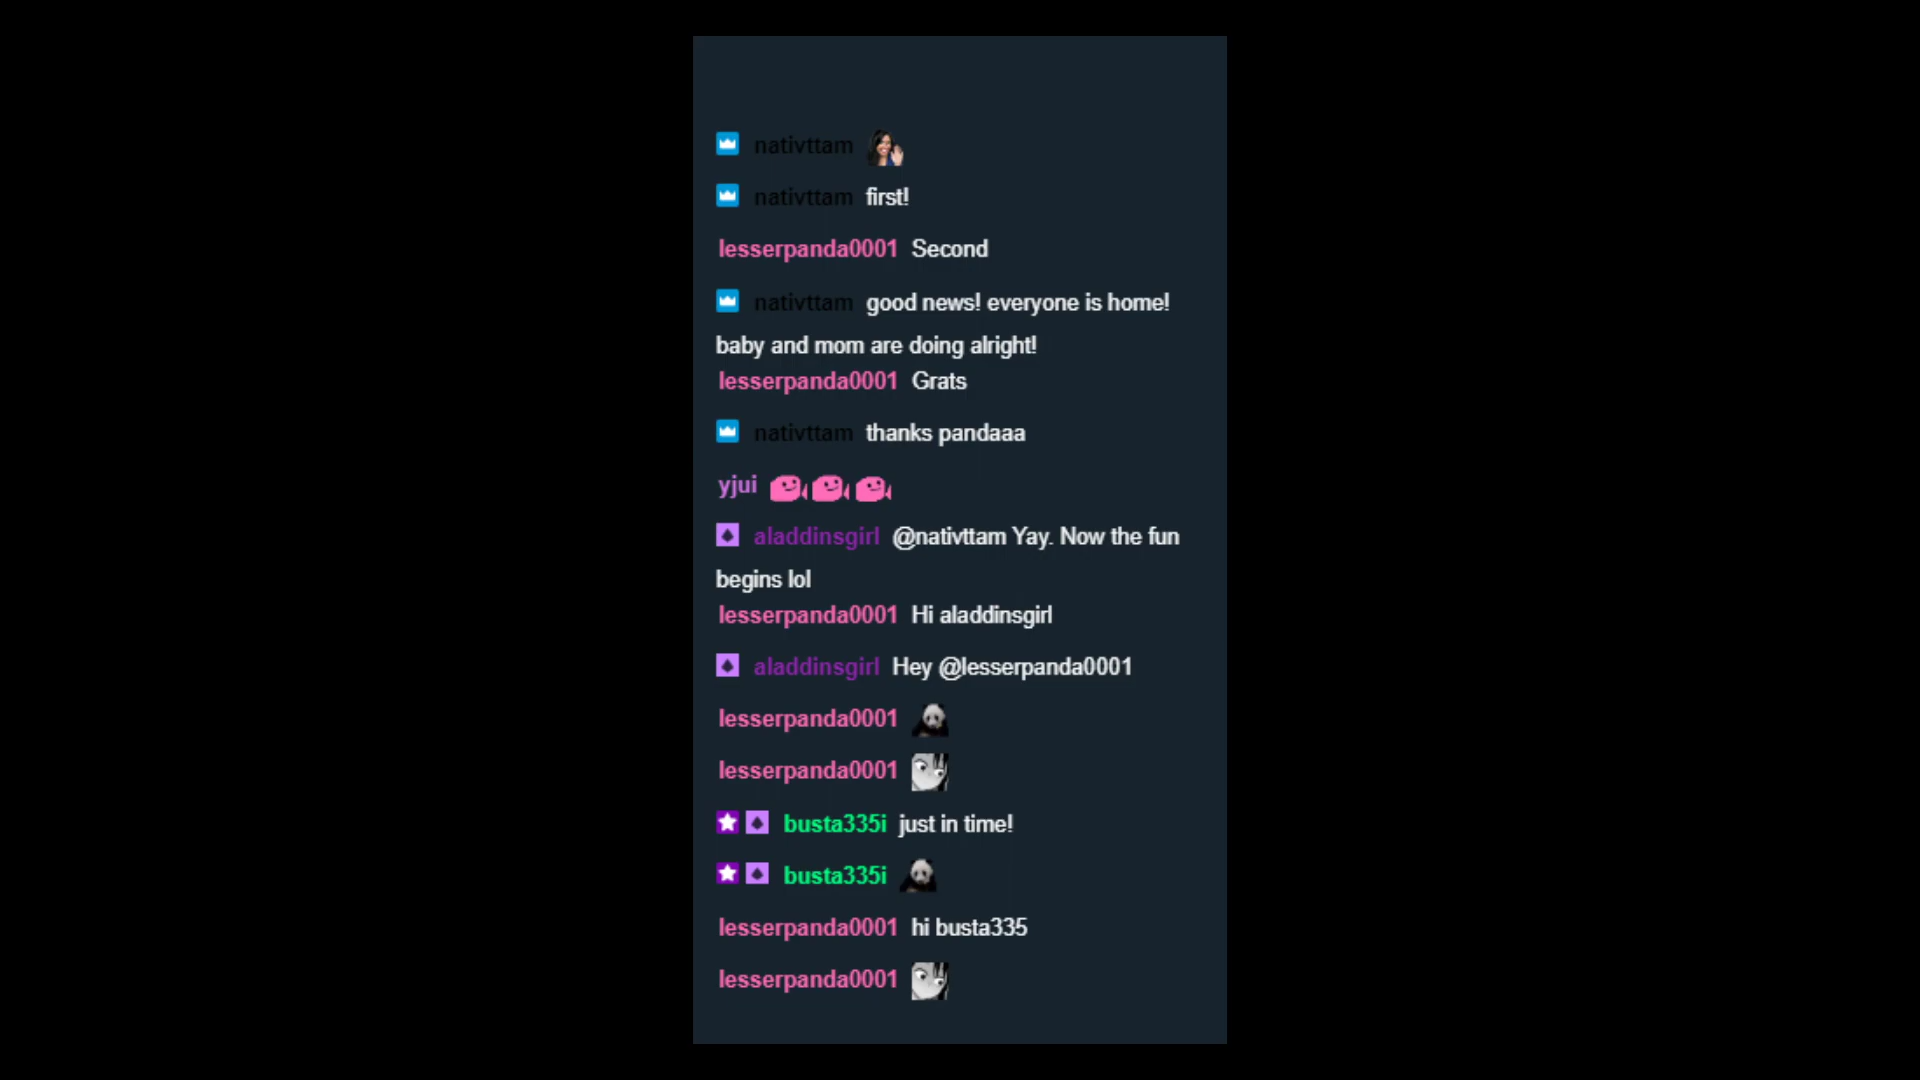 nativttam
nativttam first!
lesserpanda0001 Second
nativttam good news! everyone is home!
baby and mom are doing alright!
lesserpanda0001 Grats
nativttam thanks pandaaa
yjui
aladdinsgirl @nativttam Yay. Now the fun
begins lol
lesserpanda0001 Hi aladdinsgirl
aladdinsgirl Hey @lesserpanda0001
lesserpanda0001
lesserpanda0001
busta335i just in time!
busta335i
lesserpanda0001 hi busta335
lesserpanda0001